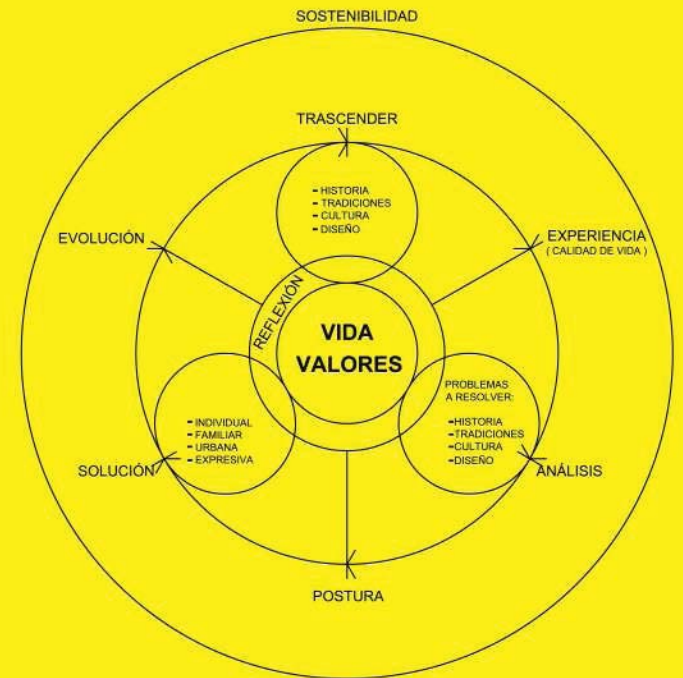 SOSTENIBILIDAD
TRASCENDER
- HISTORIA
- TRADICIONES
- CULTURA
- DISEÑO
EVOLUCIÓN
EXPERIENCIA
( CALIDAD DE VIDA )
REFLEXIÓN
VIDA
VALORES
PROBLEMAS
A RESOLVER:
-HISTORIA
-TRADICIONES
-CULTURA
-DISEÑO
- INDIVIDUAL
- FAMILIAR
- URBANA
- EXPRESIVA
SOLUCIÓN
ANÁLISIS
POSTURA